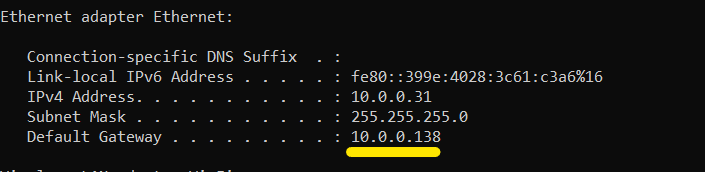 Ethernet adapter Ethernet:
Connection-specific DNS Suffix  . :
Link-local IPv6 Address . . . . . : fe80::399e:4028:3c61:c3a6%16
IPv4 Address. . . . . . . . . . . : 10.0.0.31
Subnet Mask . . . . . . . . . . . : 255.255.255.0
Default Gateway . . . . . . . . . : 10.0.0.138